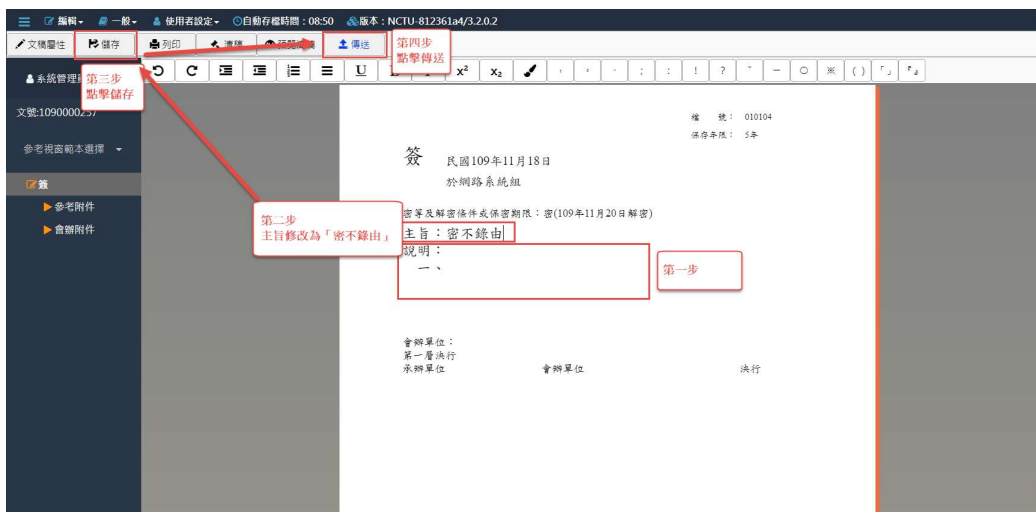 編輯 一般 使用者設定 自動存檔時間：08:50 版本：NCTU-812361a4/3.2.0.2
文稿屬性 儲存 列印 清稿 傳送
第四步
點擊傳送
U x² x₂ ， 。 、 ； ： ！ ？ ˇ － ○ ※ ( ) 「」 『』
系統管理
第三步
點擊儲存
文號:1090000257
參考視窗範本選擇
簽
參考附件
會辦附件
檔 號： 010104
保存年限： 5年
簽 民國109年11月18日
於網路系統組
密等及解密條件或保密期限：密(109年11月20日解密)
第二步
主旨修改為「密不錄由」
主旨：密不錄由
說明：
一、
第一步
會辦單位：
第一層決行
承辦單位 會辦單位 決行